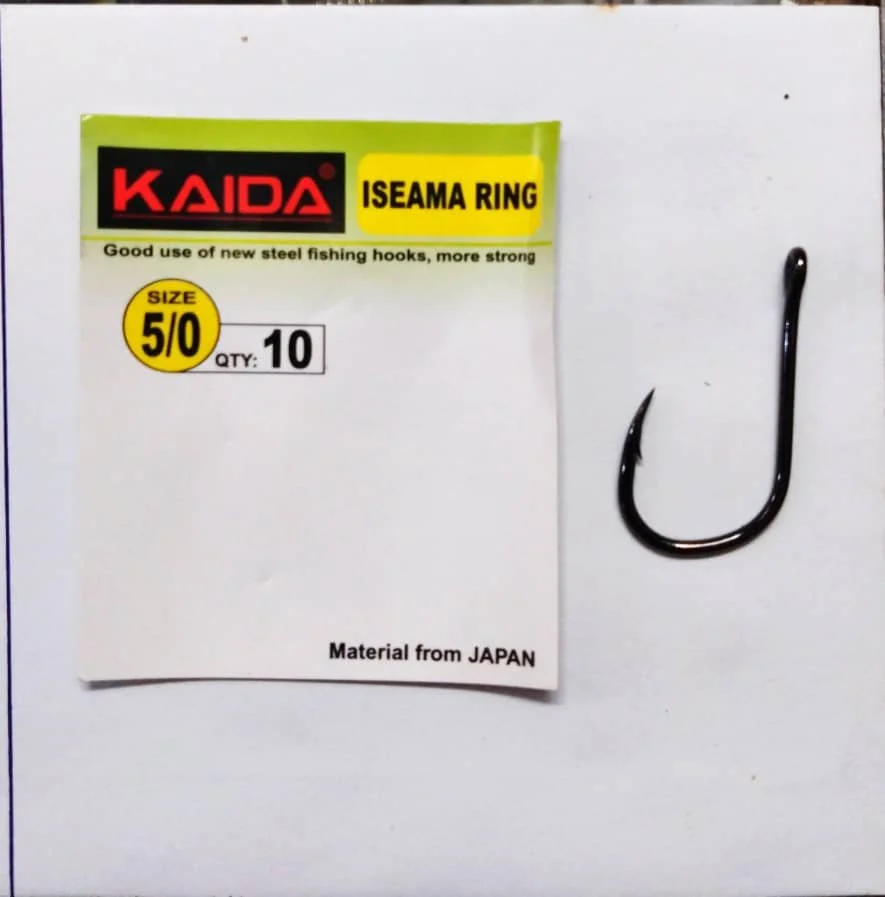 KAIDA®
ISEAMA RING
Good use of new steel fishing hooks, more strong
SIZE
5/0
QTY: 10
Material from JAPAN